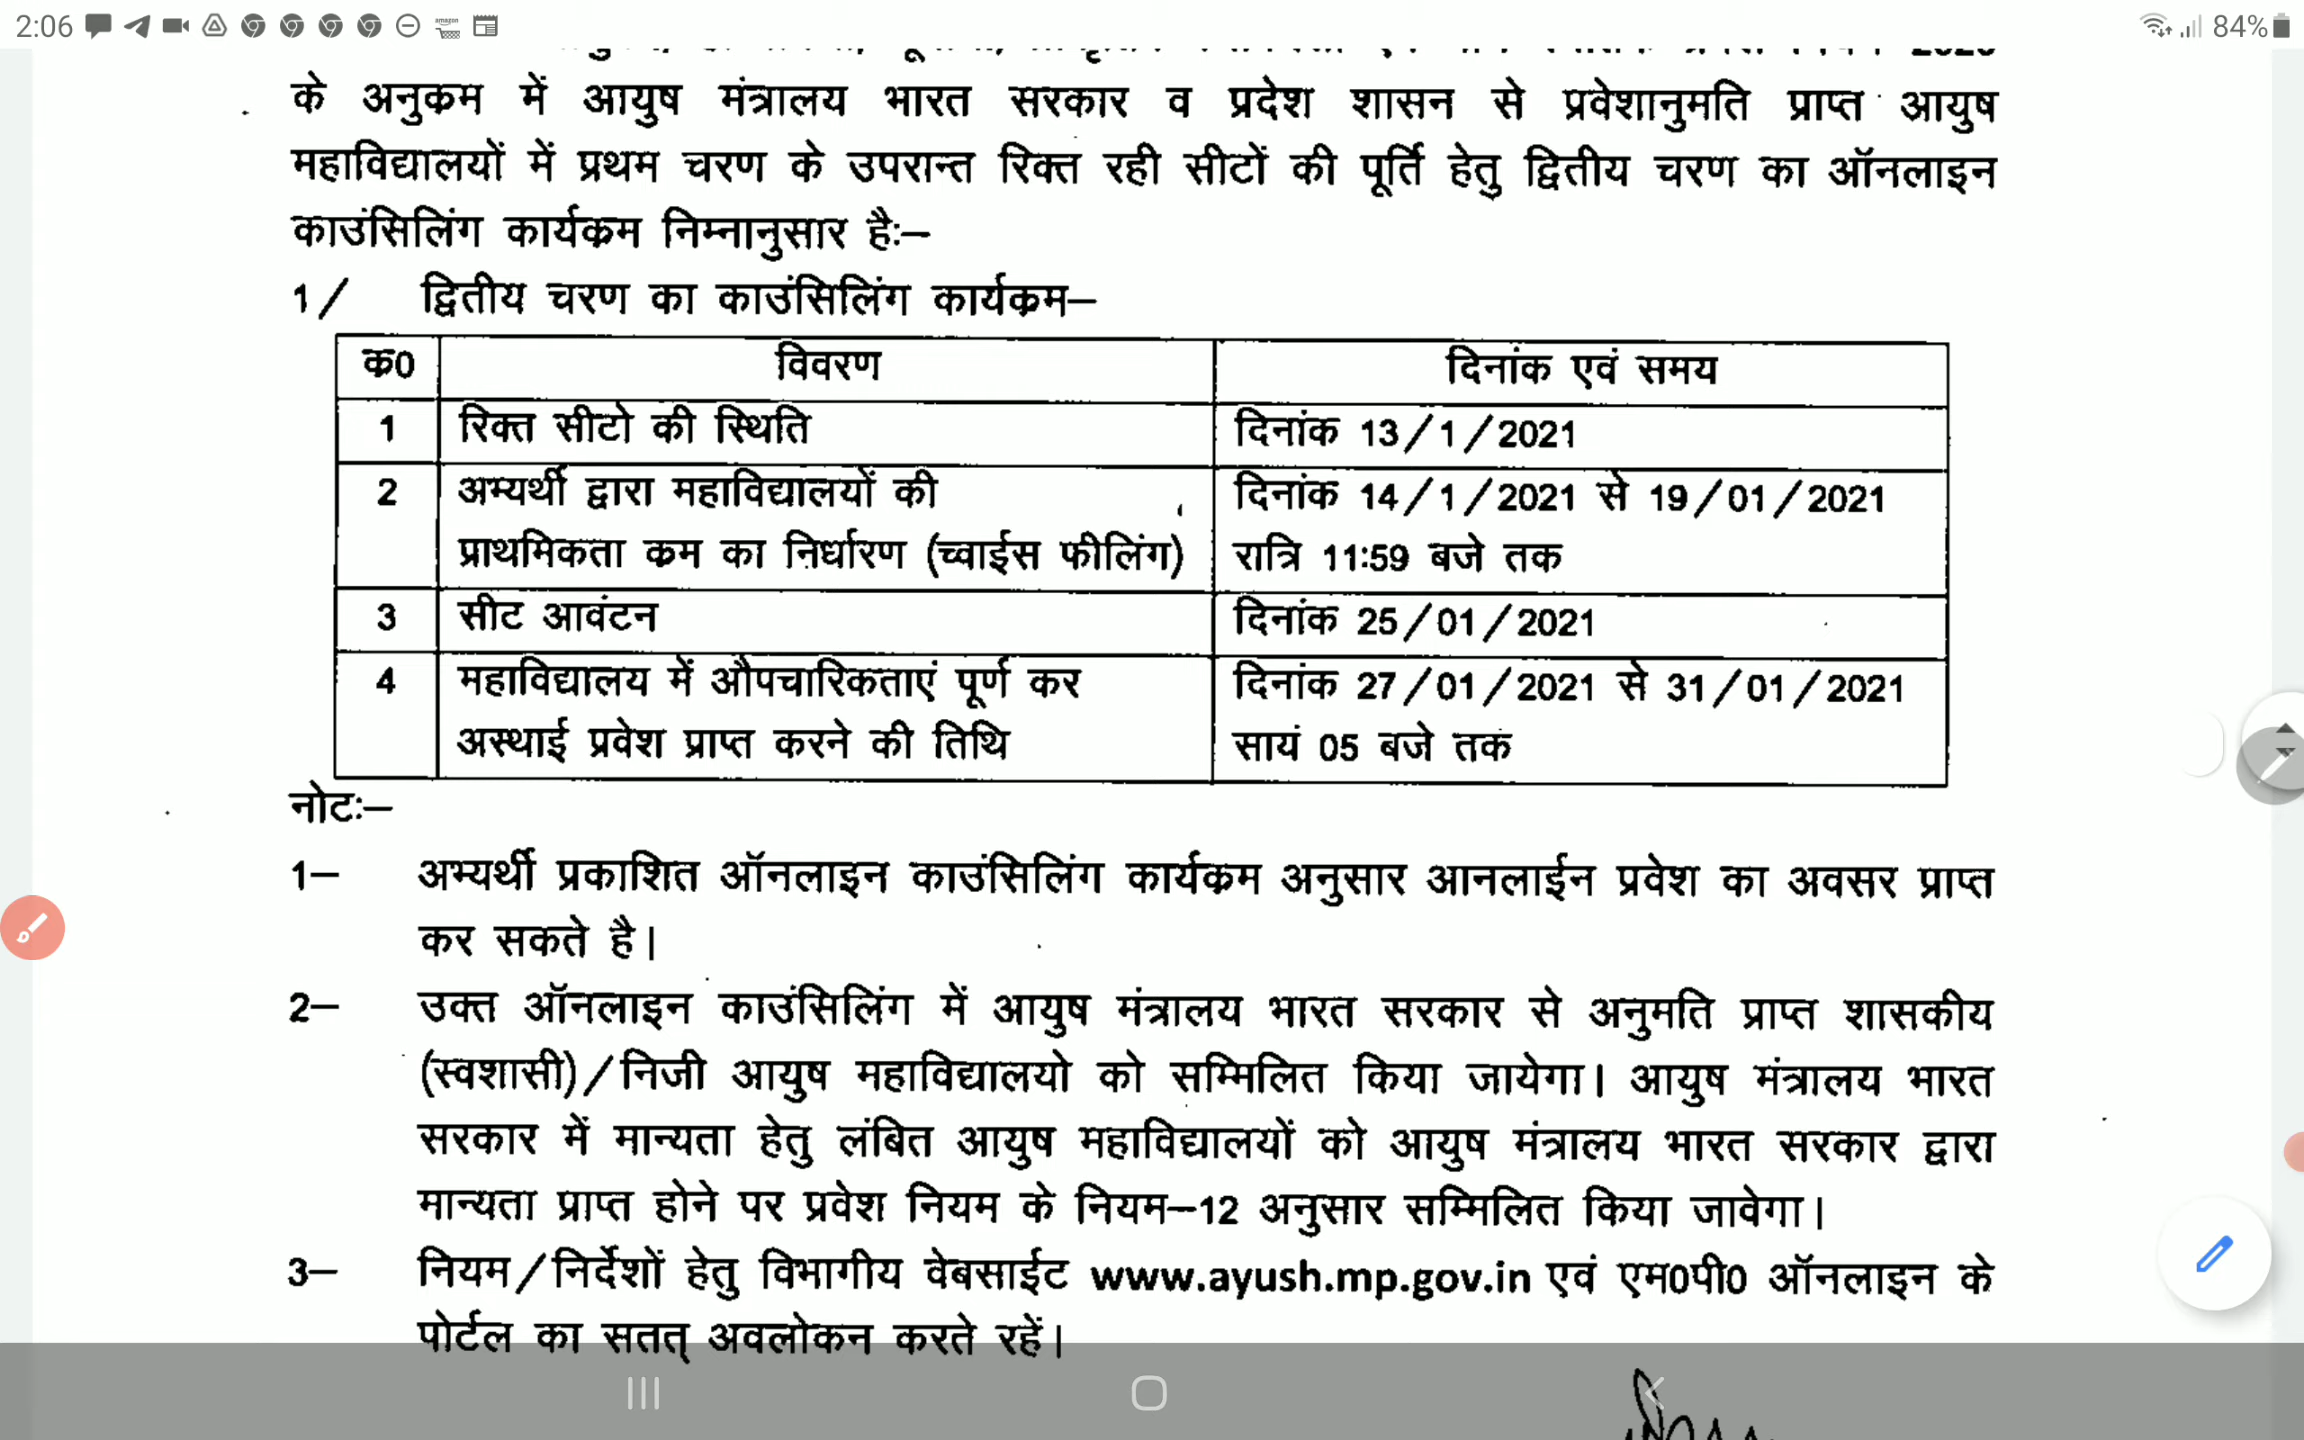 2:06
84%
के अनुक्रम में आयुष मंत्रालय भारत सरकार व प्रदेश शासन से प्रवेशानुमति प्राप्त आयुष
महाविद्यालयों में प्रथम चरण के उपरान्त रिक्त रही सीटों की पूर्ति हेतु द्वितीय चरण का ऑनलाइन
काउंसिलिंग कार्यक्रम निम्नानुसार हैः–
1/ द्वितीय चरण का काउंसिलिंग कार्यक्रम–
क्र0 विवरण दिनांक एवं समय
1 रिक्त सीटो की स्थिति दिनांक 13/1/2021
2 अभ्यर्थी द्वारा महाविद्यालयों की दिनांक 14/1/2021 से 19/01/2021
प्राथमिकता क्रम का निर्धारण (च्वाईस फीलिंग) रात्रि 11:59 बजे तक
3 सीट आवंटन दिनांक 25/01/2021
4 महाविद्यालय में औपचारिकताएं पूर्ण कर दिनांक 27/01/2021 से 31/01/2021
अस्थाई प्रवेश प्राप्त करने की तिथि सायं 05 बजे तक
नोटः–
1– अभ्यर्थी प्रकाशित ऑनलाइन काउंसिलिंग कार्यक्रम अनुसार आनलाईन प्रवेश का अवसर प्राप्त
कर सकते है।
2– उक्त ऑनलाइन काउंसिलिंग में आयुष मंत्रालय भारत सरकार से अनुमति प्राप्त शासकीय
(स्वशासी)/निजी आयुष महाविद्यालयो को सम्मिलित किया जायेगा। आयुष मंत्रालय भारत
सरकार में मान्यता हेतु लंबित आयुष महाविद्यालयों को आयुष मंत्रालय भारत सरकार द्वारा
मान्यता प्राप्त होने पर प्रवेश नियम के नियम–12 अनुसार सम्मिलित किया जावेगा।
3– नियम/निर्देशों हेतु विभागीय वेबसाईट www.ayush.mp.gov.in एवं एम0पी0 ऑनलाइन के
पोर्टल का सतत् अवलोकन करते रहें।